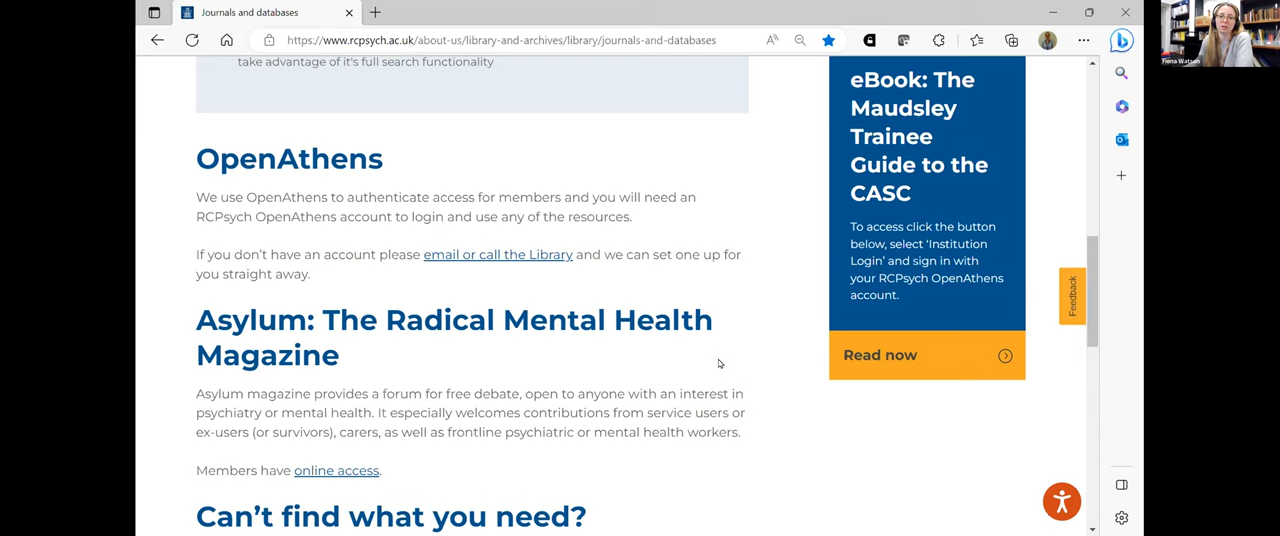 Journals and databases
https://www.rcpsych.ac.uk/about-us/library-and-archives/library/journals-and-databases
Fiona Watson
take advantage of it's full search functionality
OpenAthens
We use OpenAthens to authenticate access for members and you will need an
RCPsych OpenAthens account to login and use any of the resources.
If you don't have an account please email or call the Library and we can set one up for
you straight away.
Asylum: The Radical Mental Health
Magazine
Asylum magazine provides a forum for free debate, open to anyone with an interest in
psychiatry or mental health. It especially welcomes contributions from service users or
ex-users (or survivors), carers, as well as frontline psychiatric or mental health workers.
Members have online access.
Can't find what you need?
eBook: The
Maudsley
Trainee
Guide to the
CASC
To access click the button
below, select 'Institution
Login' and sign in with
your RCPsych OpenAthens
account.
Read now
Feedback